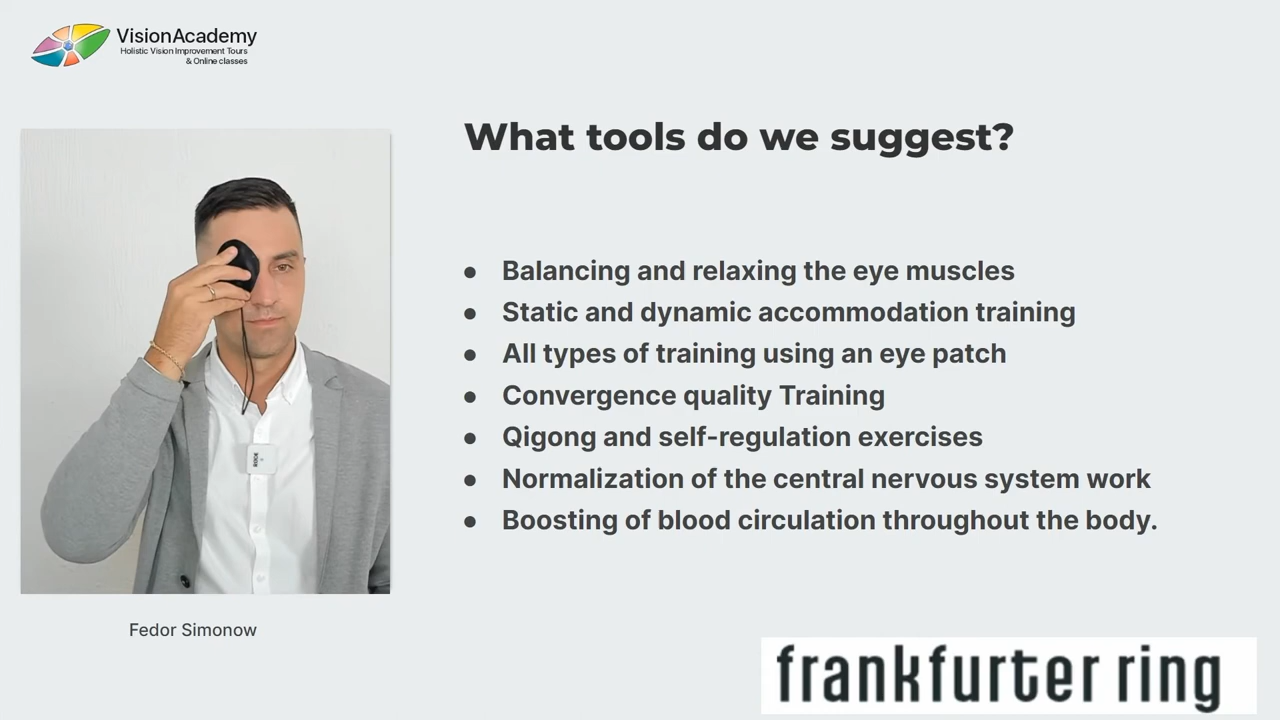 VisionAcademy
Holistic Vision Improvement Tours
& Online classes
What tools do we suggest?
● Balancing and relaxing the eye muscles
● Static and dynamic accommodation training
● All types of training using an eye patch
● Convergence quality Training
● Qigong and self-regulation exercises
● Normalization of the central nervous system work
● Boosting of blood circulation throughout the body.
Fedor Simonow
frankfurter ring